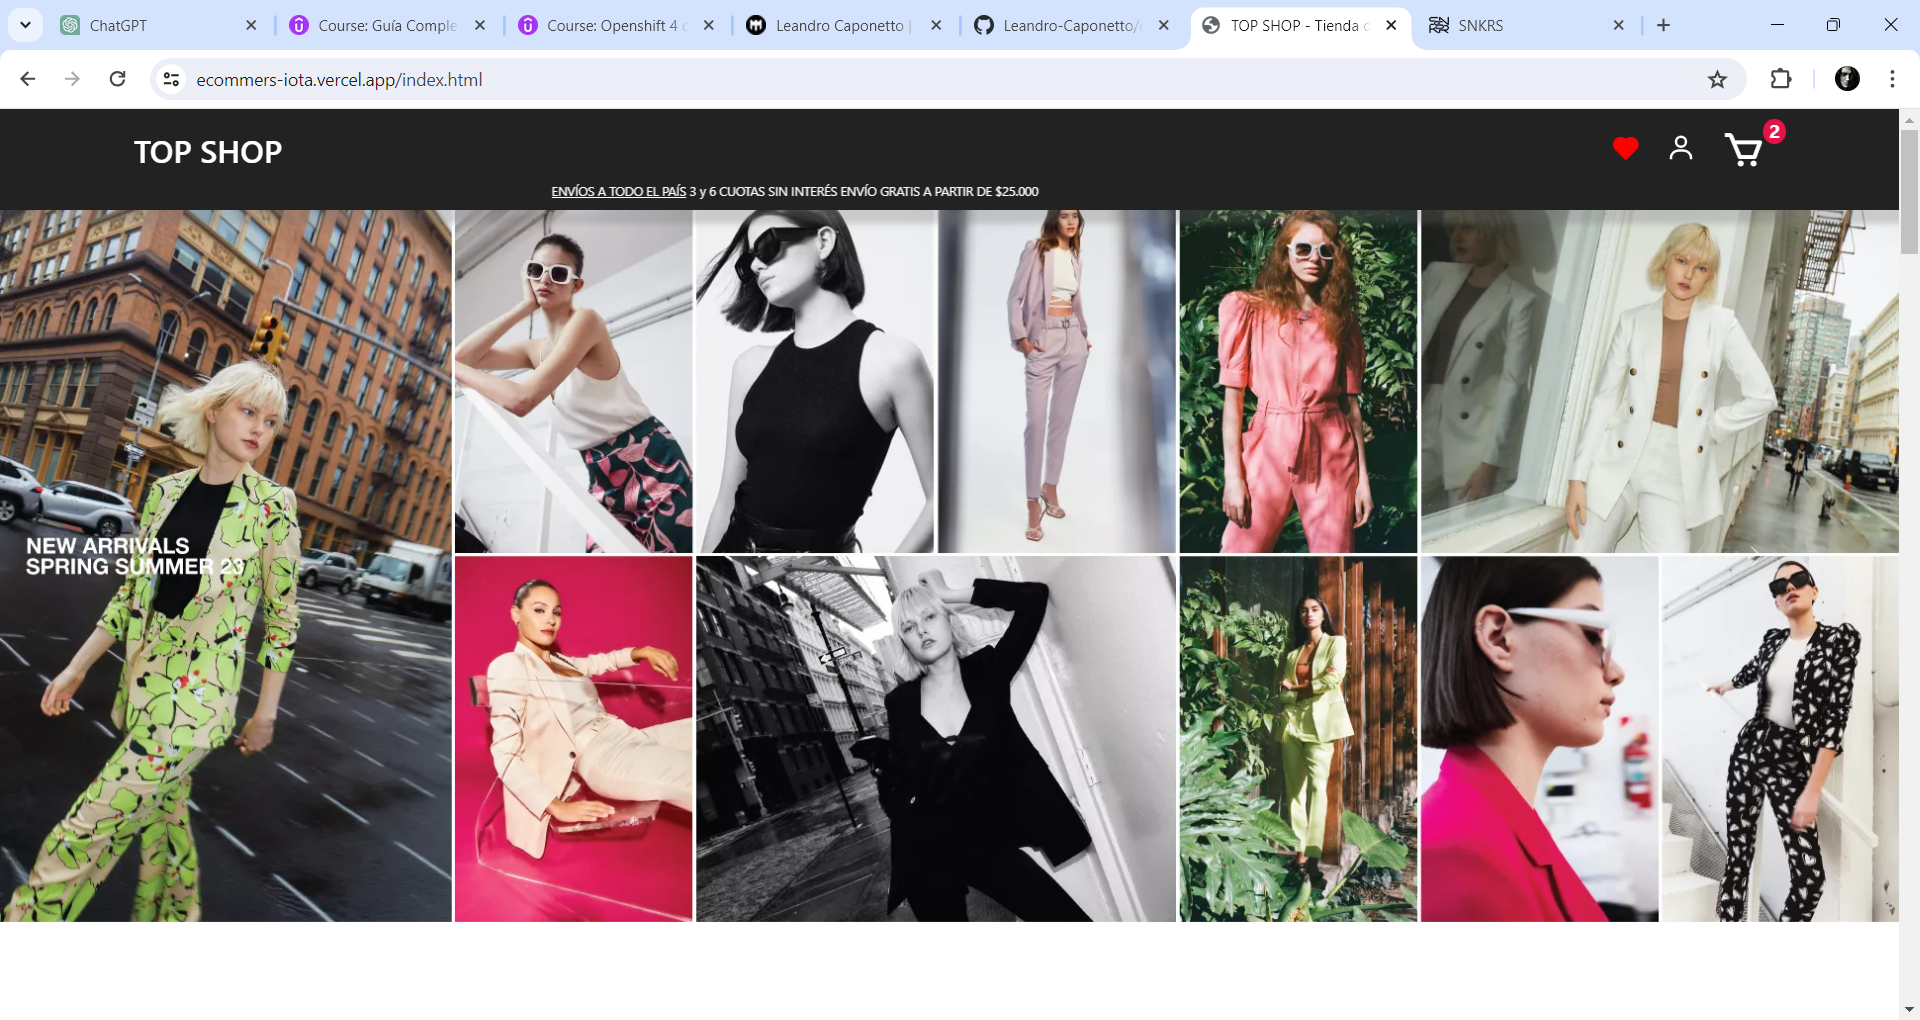 ChatGPT
Course: Guía Comple
Course: Openshift 4
Leandro Caponetto |
Leandro-Caponetto/
TOP SHOP - Tienda
SNKRS
ecommers-iota.vercel.app/index.html
TOP SHOP
2
ENVÍOS A TODO EL PAÍS 3 y 6 CUOTAS SIN INTERÉS ENVÍO GRATIS A PARTIR DE $25.000
NEW ARRIVALS
SPRING SUMMER 23